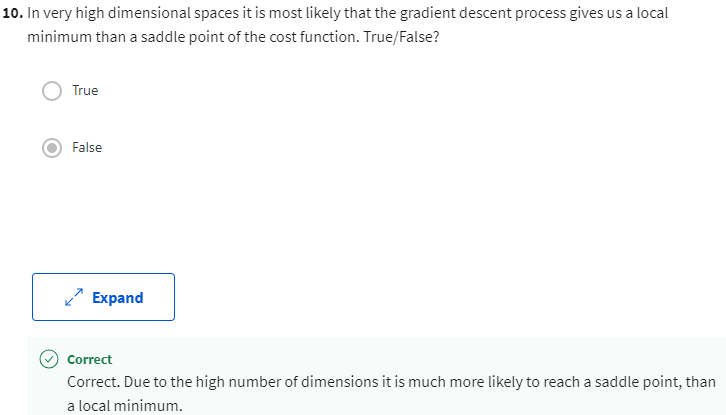 10. In very high dimensional spaces it is most likely that the gradient descent process gives us a local
minimum than a saddle point of the cost function. True/False?
True
False
Expand
Correct
Correct. Due to the high number of dimensions it is much more likely to reach a saddle point, than
a local minimum.